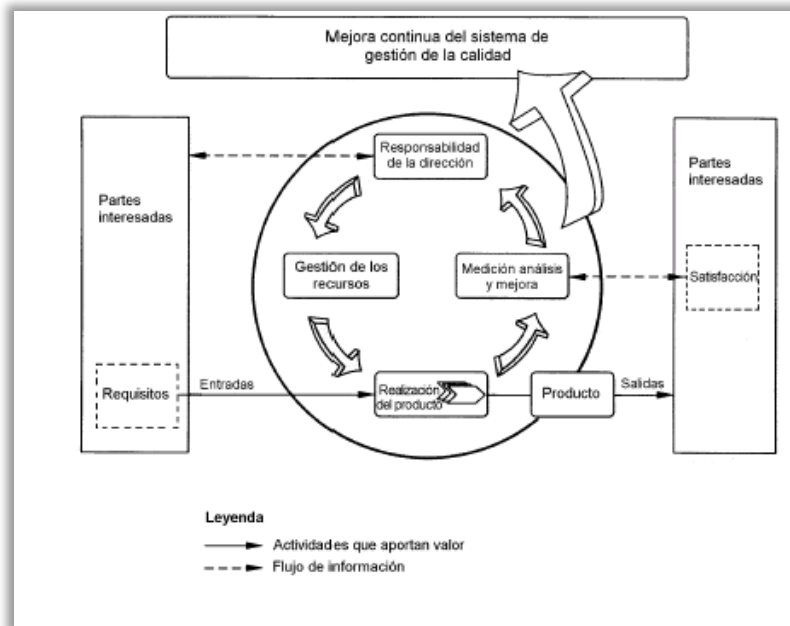 Mejora continua del sistema de
gestión de la calidad
Responsabilidad
de la dirección
Partes
interesadas
Partes
interesadas
Gestión de los
recursos
Medición análisis
y mejora
Satisfacción
Requisitos
Entradas
Realización
del producto
Producto
Salidas
Leyenda
Actividades que aportan valor
Flujo de información